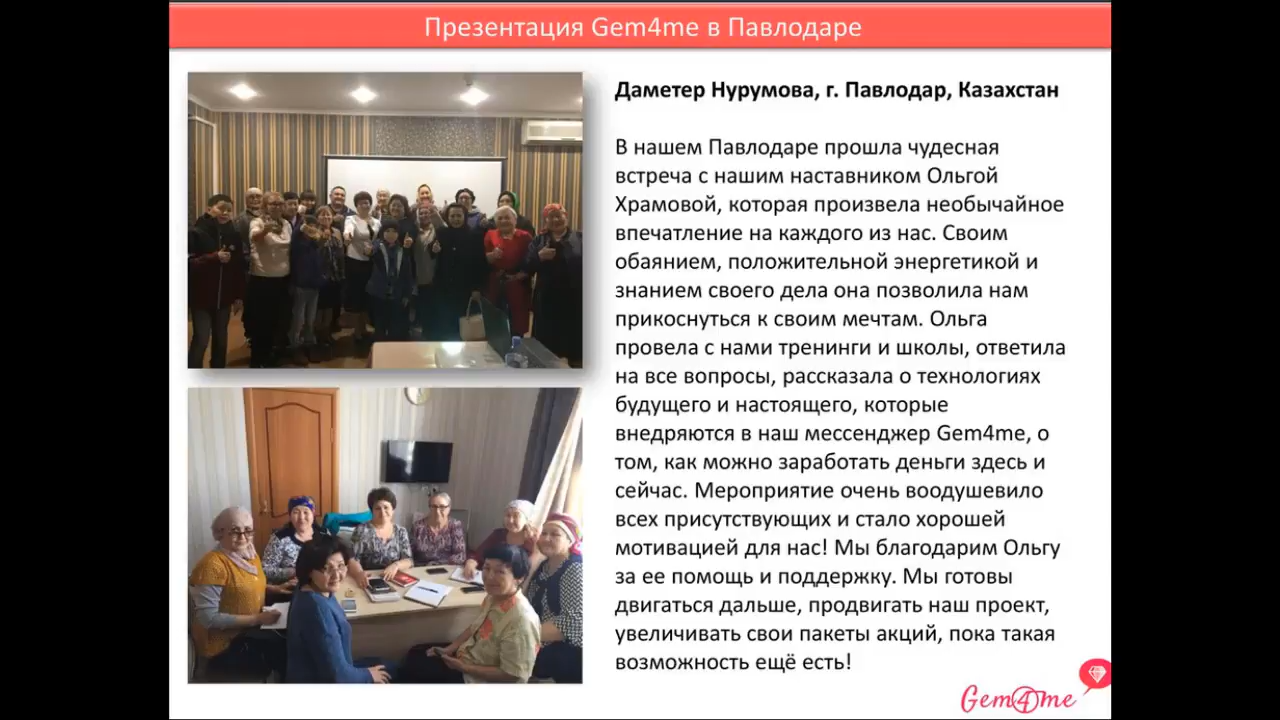 Презентация Gem4me в Павлодаре
Даметер Нурумова, г. Павлодар, Казахстан
В нашем Павлодаре прошла чудесная
встреча с нашим наставником Ольгой
Храмовой, которая произвела необычайное
впечатление на каждого из нас. Своим
обаянием, положительной энергетикой и
знанием своего дела она позволила нам
прикоснуться к своим мечтам. Ольга
провела с нами тренинги и школы, ответила
на все вопросы, рассказала о технологиях
будущего и настоящего, которые
внедряются в наш мессенджер Gem4me, о
том, как можно заработать деньги здесь и
сейчас. Мероприятие очень воодушевило
всех присутствующих и стало хорошей
мотивацией для нас! Мы благодарим Ольгу
за ее помощь и поддержку. Мы готовы
двигаться дальше, продвигать наш проект,
увеличивать свои пакеты акций, пока такая
возможность ещё есть!
Gem4me